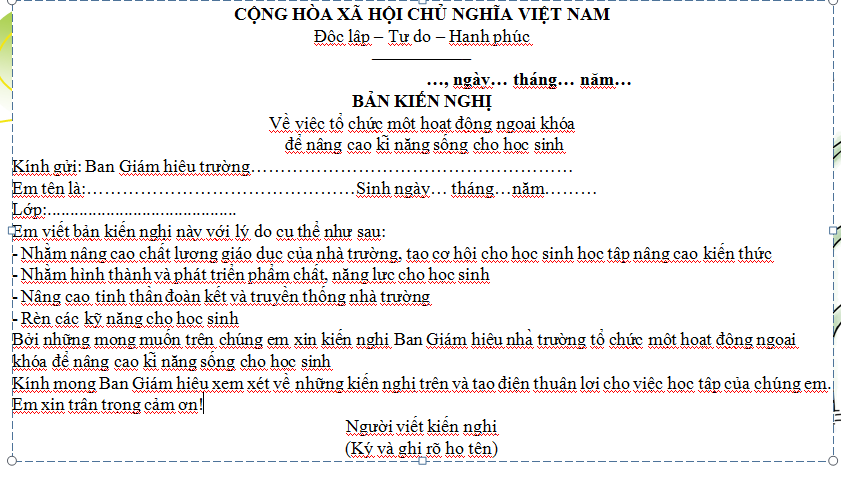 CỘNG HÒA XÃ HỘI CHỦ NGHĨA VIỆT NAM
Độc lập – Tự do – Hạnh phúc
…, ngày… tháng… năm…
BẢN KIẾN NGHỊ
Về việc tổ chức một hoạt động ngoại khóa
để nâng cao kĩ năng sống cho học sinh
Kính gửi: Ban Giám hiệu trường………………………………………………
Em tên là:………………………………………Sinh ngày… tháng…năm………
Lớp:..........................................
Em viết bản kiến nghị này với lý do cụ thể như sau:
- Nhằm nâng cao chất lượng giáo dục của nhà trường, tạo cơ hội cho học sinh học tập nâng cao kiến thức
- Nhằm hình thành và phát triển phẩm chất, năng lực cho học sinh
- Nâng cao tinh thần đoàn kết và truyền thống nhà trường
- Rèn các kỹ năng cho học sinh
Bởi những mong muốn trên chúng em xin kiến nghị Ban Giám hiệu nhà trường tổ chức một hoạt động ngoại
khóa để nâng cao kĩ năng sống cho học sinh
Kính mong Ban Giám hiệu xem xét về những kiến nghị trên và tạo điện thuận lợi cho việc học tập của chúng em.
Em xin trân trọng cảm ơn!
Người viết kiến nghị
(Ký và ghi rõ họ tên)